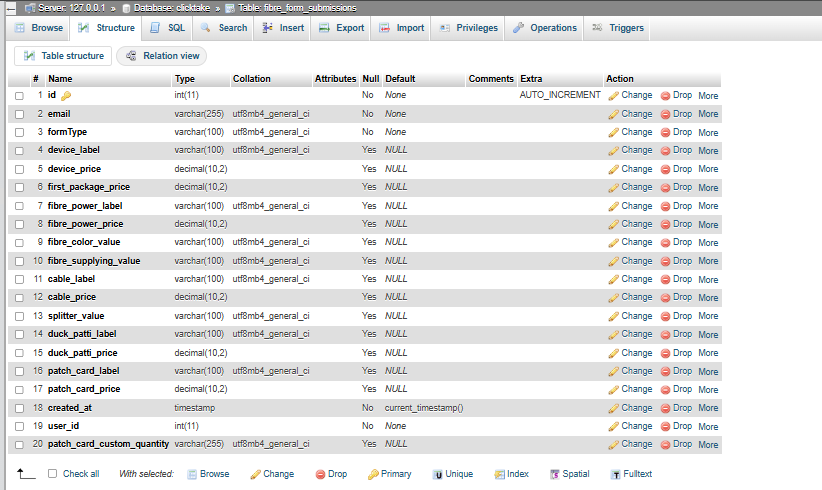 Server: 127.0.0.1 » Database: clicktake » Table: fibre_form_submissions
Browse Structure SQL Search Insert Export Import Privileges Operations Triggers
Table structure Relation view
# Name Type Collation Attributes Null Default Comments Extra Action
1 id int(11) No None AUTO_INCREMENT Change Drop More
2 email varchar(255) utf8mb4_general_ci No None Change Drop More
3 formType varchar(100) utf8mb4_general_ci No None Change Drop More
4 device_label varchar(100) utf8mb4_general_ci Yes NULL Change Drop More
5 device_price decimal(10,2) Yes NULL Change Drop More
6 first_package_price decimal(10,2) Yes NULL Change Drop More
7 fibre_power_label varchar(100) utf8mb4_general_ci Yes NULL Change Drop More
8 fibre_power_price decimal(10,2) Yes NULL Change Drop More
9 fibre_color_value varchar(100) utf8mb4_general_ci Yes NULL Change Drop More
10 fibre_supplying_value varchar(100) utf8mb4_general_ci Yes NULL Change Drop More
11 cable_label varchar(100) utf8mb4_general_ci Yes NULL Change Drop More
12 cable_price decimal(10,2) Yes NULL Change Drop More
13 splitter_value varchar(100) utf8mb4_general_ci Yes NULL Change Drop More
14 duck_patti_label varchar(100) utf8mb4_general_ci Yes NULL Change Drop More
15 duck_patti_price decimal(10,2) Yes NULL Change Drop More
16 patch_card_label varchar(100) utf8mb4_general_ci Yes NULL Change Drop More
17 patch_card_price decimal(10,2) Yes NULL Change Drop More
18 created_at timestamp No current_timestamp() Change Drop More
19 user_id int(11) No None Change Drop More
20 patch_card_custom_quantity varchar(255) utf8mb4_general_ci Yes NULL Change Drop More
Check all With selected: Browse Change Drop Primary Unique Index Spatial Fulltext